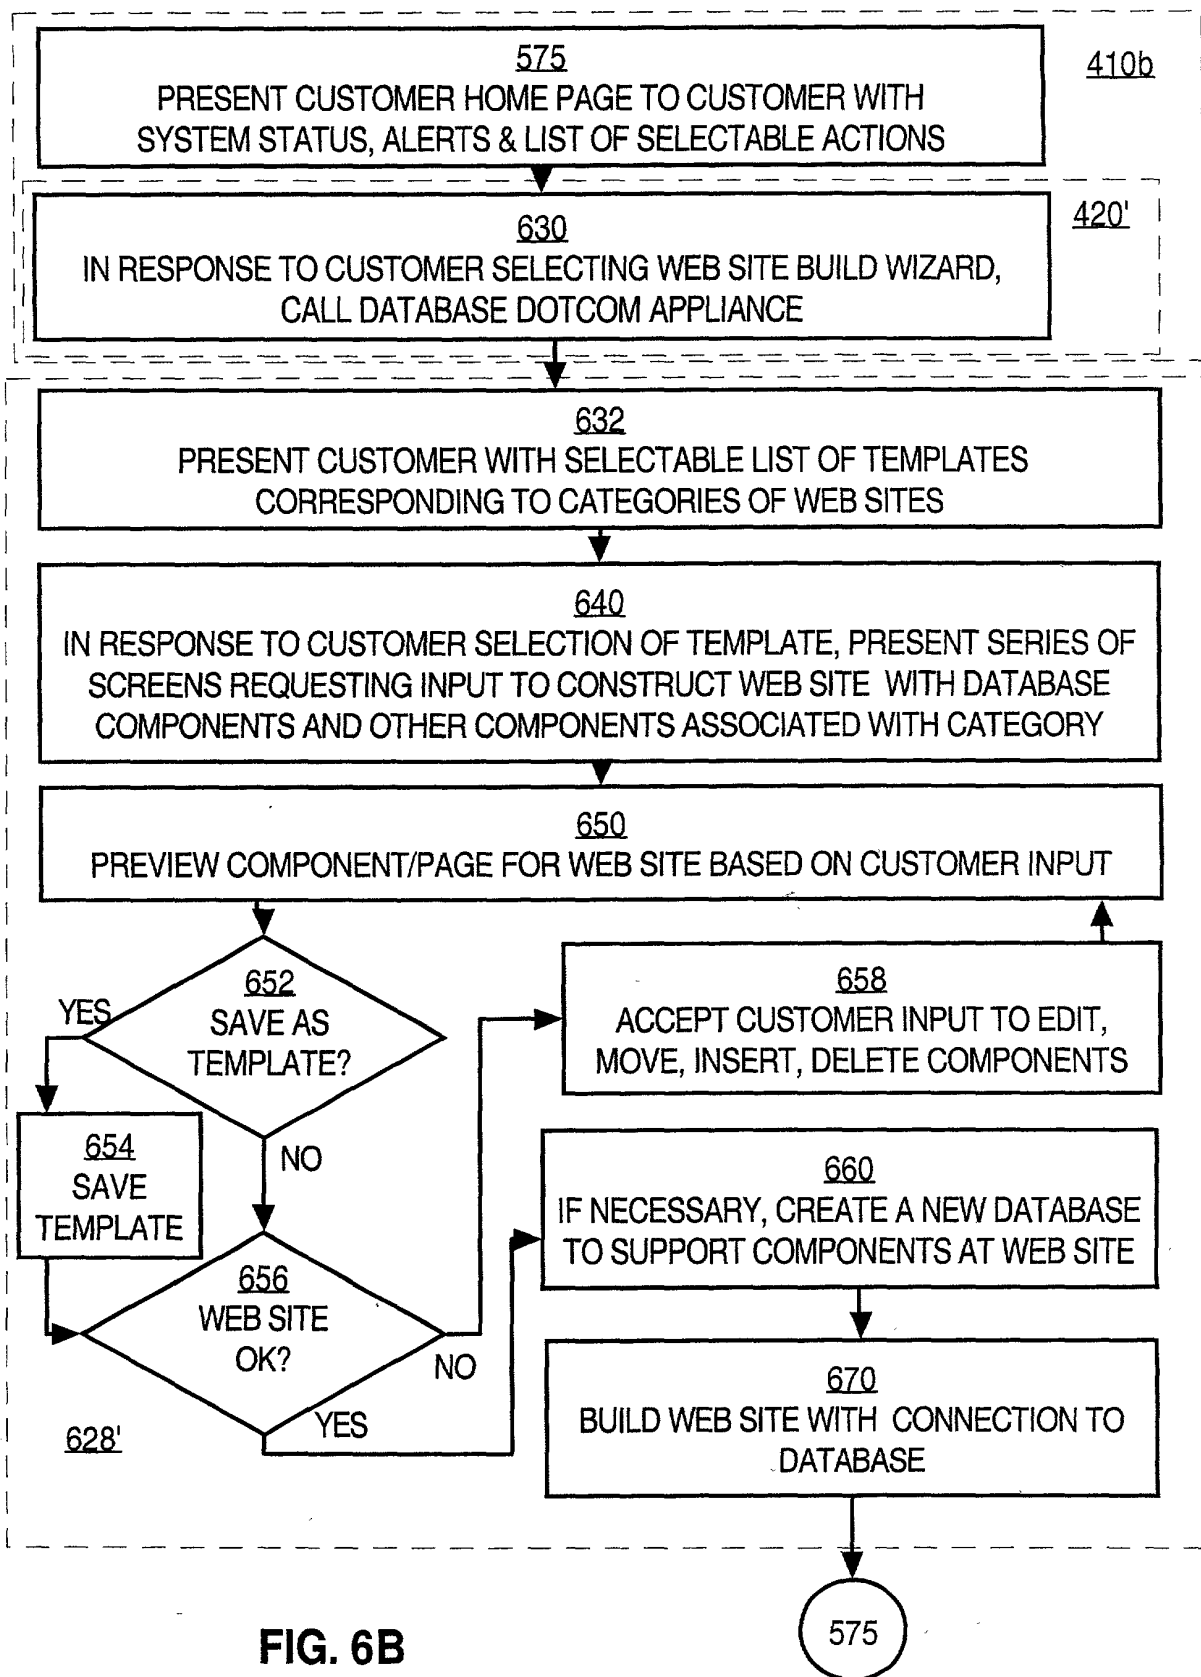 575
410b
PRESENT CUSTOMER HOME PAGE TO CUSTOMER WITH
SYSTEM STATUS, ALERTS & LIST OF SELECTABLE ACTIONS
420'
630
IN RESPONSE TO CUSTOMER SELECTING WEB SITE BUILD WIZARD,
CALL DATABASE DOTCOM APPLIANCE
632
PRESENT CUSTOMER WITH SELECTABLE LIST OF TEMPLATES
CORRESPONDING TO CATEGORIES OF WEB SITES
640
IN RESPONSE TO CUSTOMER SELECTION OF TEMPLATE, PRESENT SERIES OF
SCREENS REQUESTING INPUT TO CONSTRUCT WEB SITE WITH DATABASE
COMPONENTS AND OTHER COMPONENTS ASSOCIATED WITH CATEGORY
650
PREVIEW COMPONENT/PAGE FOR WEB SITE BASED ON CUSTOMER INPUT
652
SAVE AS
TEMPLATE?
YES
NO
654
SAVE
TEMPLATE
656
WEB SITE
OK?
NO
YES
658
ACCEPT CUSTOMER INPUT TO EDIT,
MOVE, INSERT, DELETE COMPONENTS
660
IF NECESSARY, CREATE A NEW DATABASE
TO SUPPORT COMPONENTS AT WEB SITE
670
BUILD WEB SITE WITH CONNECTION TO
DATABASE
628'
575
FIG. 6B